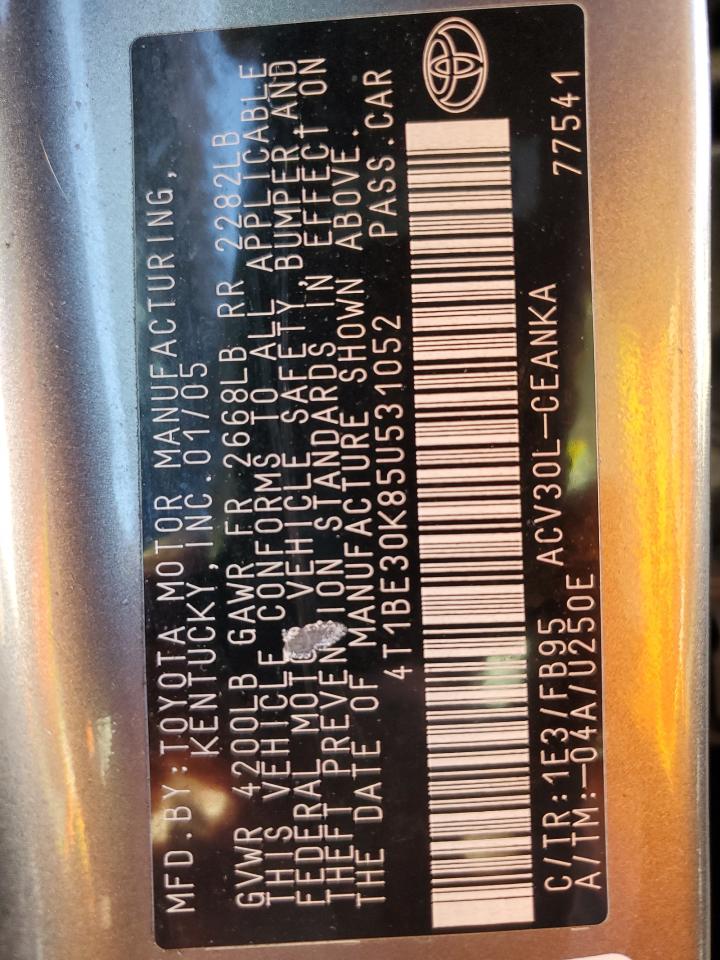 MFD.BY:TOYOTA MOTOR MANUFACTURING,
KENTUCKY,INC.01/05
GVWR 4200LB GAWR FR 2668LB RR 2282LB
THIS VEHICLE CONFORMS TO ALL APPLICABLE
FEDERAL MOTOR VEHICLE SAFETY, BUMPER AND
THEFT PREVENTION STANDARDS IN EFFECT ON
THE DATE OF MANUFACTURE SHOWN ABOVE.
4T1BE30K85U531052 PASS.CAR
C/TR:1E3/FB95 ACV30L-CEANKA 77541
A/TM:-04A/U250E